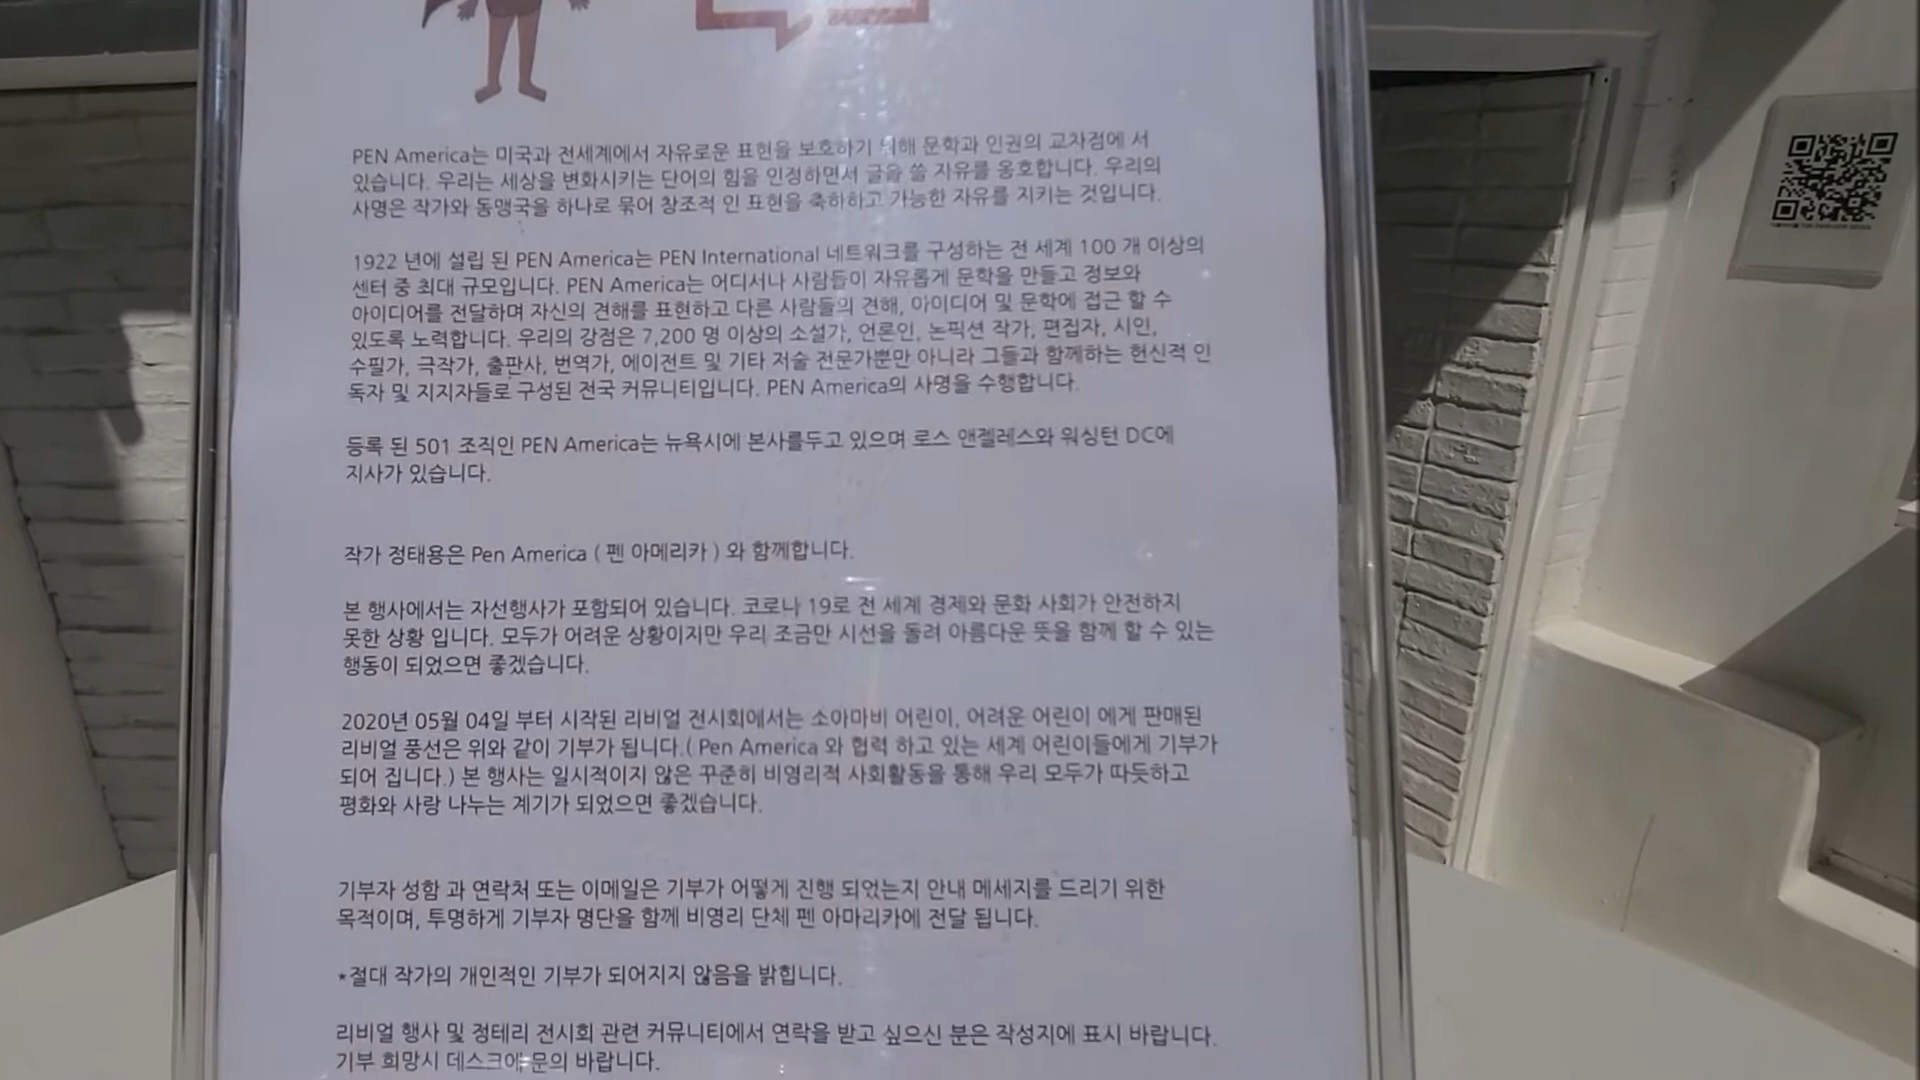 PEN America는 미국과 전세계에서 자유로운 표현을 보호하기 위해 문학과 인권의 교차점에 서
있습니다. 우리는 세상을 변화시키는 단어의 힘을 인정하면서 글을 쓸 자유를 옹호합니다. 우리의
사명은 작가와 동맹국을 하나로 묶어 창조적 인 표현을 축하하고 가능한 자유를 지키는 것입니다.
1922 년에 설립 된 PEN America는 PEN International 네트워크를 구성하는 전 세계 100 개 이상의
센터 중 최대 규모입니다. PEN America는 어디서나 사람들이 자유롭게 문학을 만들고 정보와
아이디어를 전달하며 자신의 견해를 표현하고 다른 사람들의 견해, 아이디어 및 문학에 접근 할 수
있도록 노력합니다. 우리의 강점은 7,200 명 이상의 소설가, 언론인, 논픽션 작가, 편집자, 시인,
수필가, 극작가, 출판사, 번역가, 에이전트 및 기타 저술 전문가뿐만 아니라 그들과 함께하는 헌신적 인
독자 및 지지자들로 구성된 전국 커뮤니티입니다. PEN America의 사명을 수행합니다.
등록 된 501 조직인 PEN America는 뉴욕시에 본사를두고 있으며 로스 앤젤레스와 워싱턴 DC에
지사가 있습니다.
작가 정태용은 Pen America ( 펜 아메리카 ) 와 함께합니다.
본 행사에서는 자선행사가 포함되어 있습니다. 코로나 19로 전 세계 경제와 문화 사회가 안전하지
못한 상황 입니다. 모두가 어려운 상황이지만 우리 조금만 시선을 돌려 아름다운 뜻을 함께 할 수 있는
행동이 되었으면 좋겠습니다.
2020년 05월 04일 부터 시작된 리비얼 전시회에서는 소아마비 어린이, 어려운 어린이 에게 판매된
리비얼 풍선은 위와 같이 기부가 됩니다.( Pen America 와 협력 하고 있는 세계 어린이들에게 기부가
되어 집니다.) 본 행사는 일시적이지 않은 꾸준히 비영리적 사회활동을 통해 우리 모두가 따듯하고
평화와 사랑 나누는 계기가 되었으면 좋겠습니다.
기부자 성함 과 연락처 또는 이메일은 기부가 어떻게 진행 되었는지 안내 메세지를 드리기 위한
목적이며, 투명하게 기부자 명단을 함께 비영리 단체 펜 아마리카에 전달 됩니다.
*절대 작가의 개인적인 기부가 되어지지 않음을 밝힙니다.
리비얼 행사 및 정테리 전시회 관련 커뮤니티에서 연락을 받고 싶으신 분은 작성지에 표시 바랍니다.
기부 희망시 데스크에 문의 바랍니다.